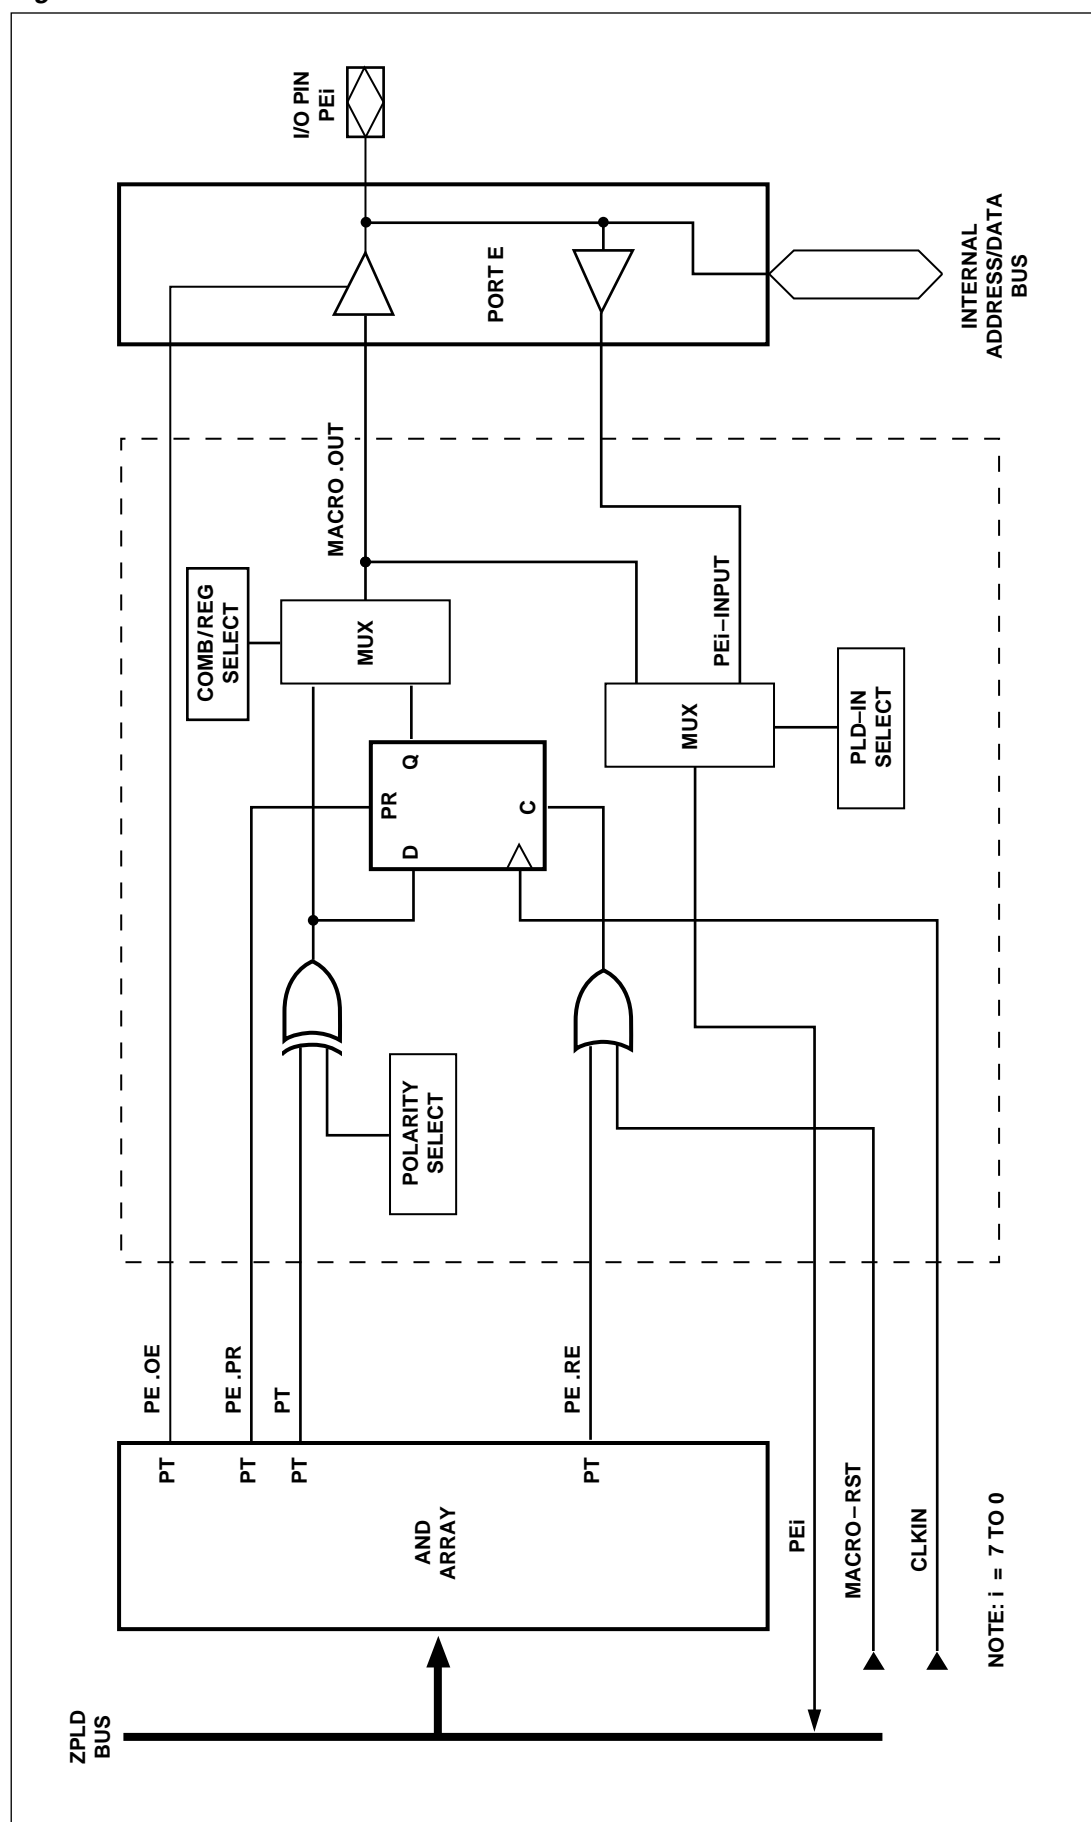 I/O PIN
PEi
PORT E
INTERNAL
ADDRESS/DATA
BUS
MACRO .OUT
COMB/REG
SELECT
MUX
PEi–INPUT
MUX
PLD–IN
SELECT
PR
Q
D
C
POLARITY
SELECT
PE .OE
PE .PR
PT
PE .RE
PT
PT
PT
PT
AND
ARRAY
PEi
MACRO–RST
CLKIN
NOTE: i = 7 TO 0
ZPLD
BUS